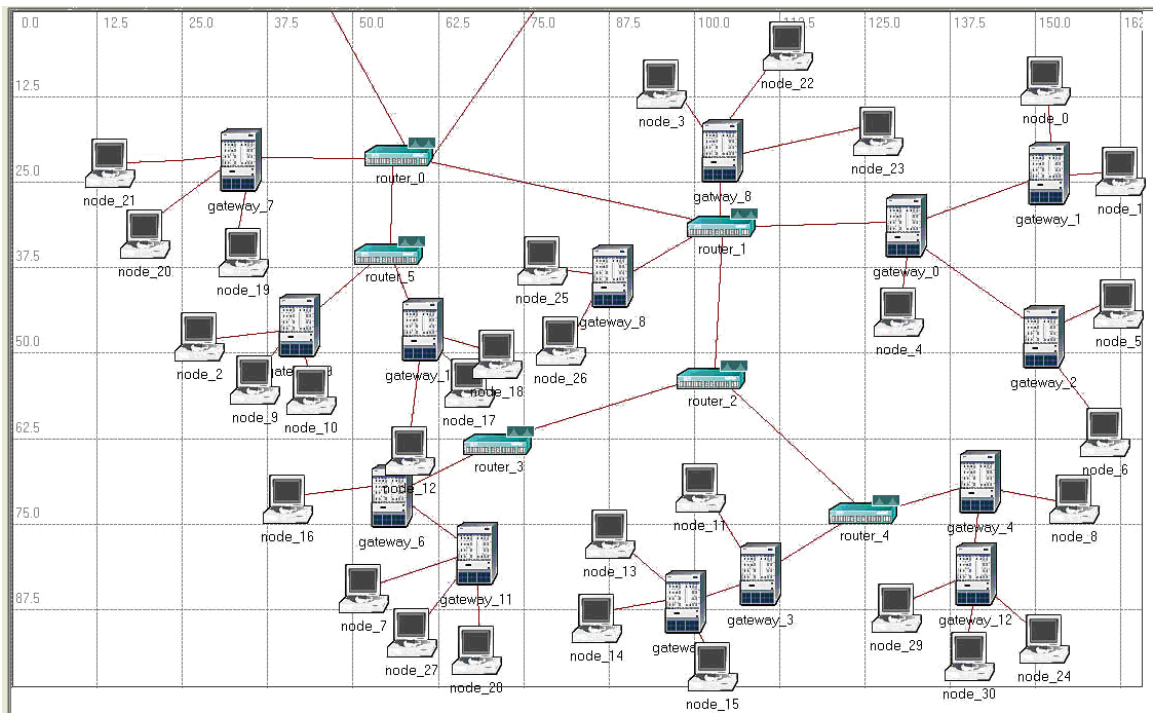 0.0 12.5 25.0 37.5 50.0 62.5 75.0 87.5 100.0 112.5 125.0 137.5 150.0
12.5
25.0
37.5
50.0
62.5
75.0
87.5
node_22
node_3
node_0
node_23
router_0
node_21
gateway_7
gatway_8
node_1
gateway_1
node_20
router_1
router_5
gateway_0
node_19
node_25
gateway_8
node_4
node_5
node_2
node_18
node_26
gateway_2
node_9
node_17
router_2
node_10
node_12
router_3
node_6
node_11
node_16
gateway_6
gateway_4
router_4
node_8
node_13
gateway_11
node_7
gateway_3
gateway_12
node_14
node_29
node_27
node_24
node_28
node_15
node_30